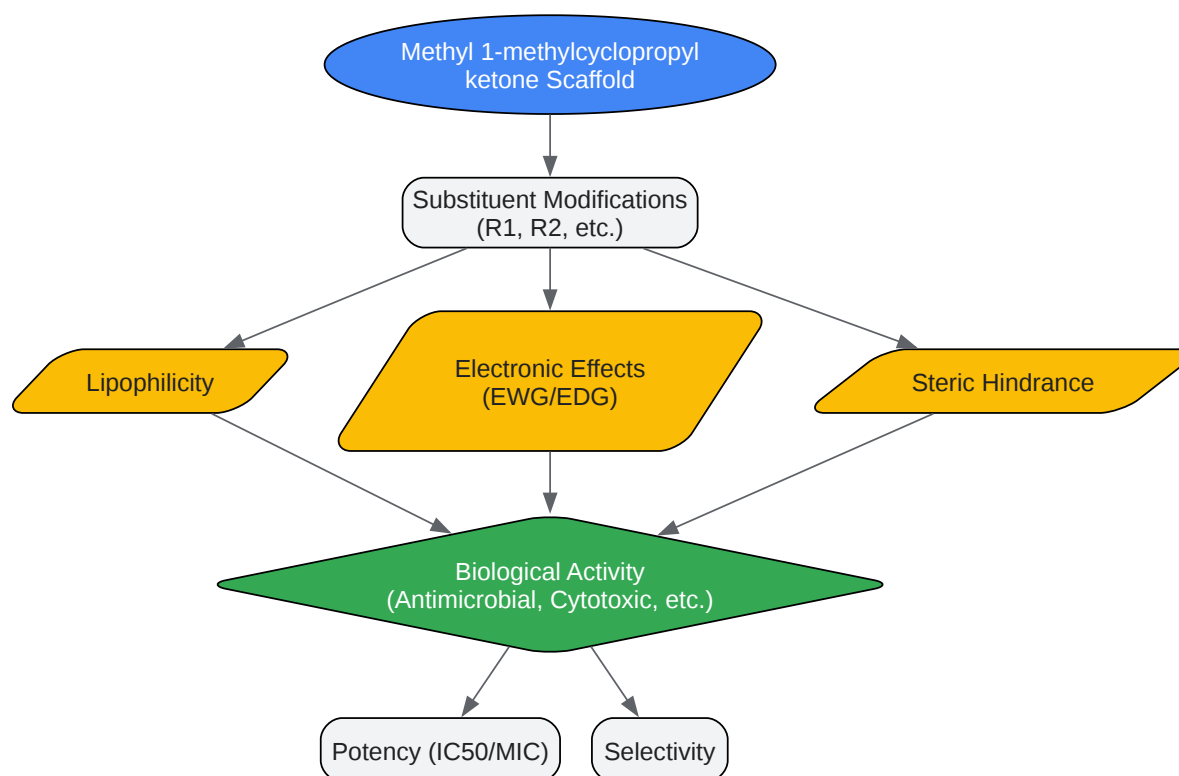 Methyl 1-methylcyclopropyl
ketone Scaffold
Substituent Modifications
(R1, R2, etc.)
Lipophilicity
Electronic Effects
(EWG/EDG)
Steric Hindrance
Biological Activity
(Antimicrobial, Cytotoxic, etc.)
Potency (IC50/MIC)
Selectivity